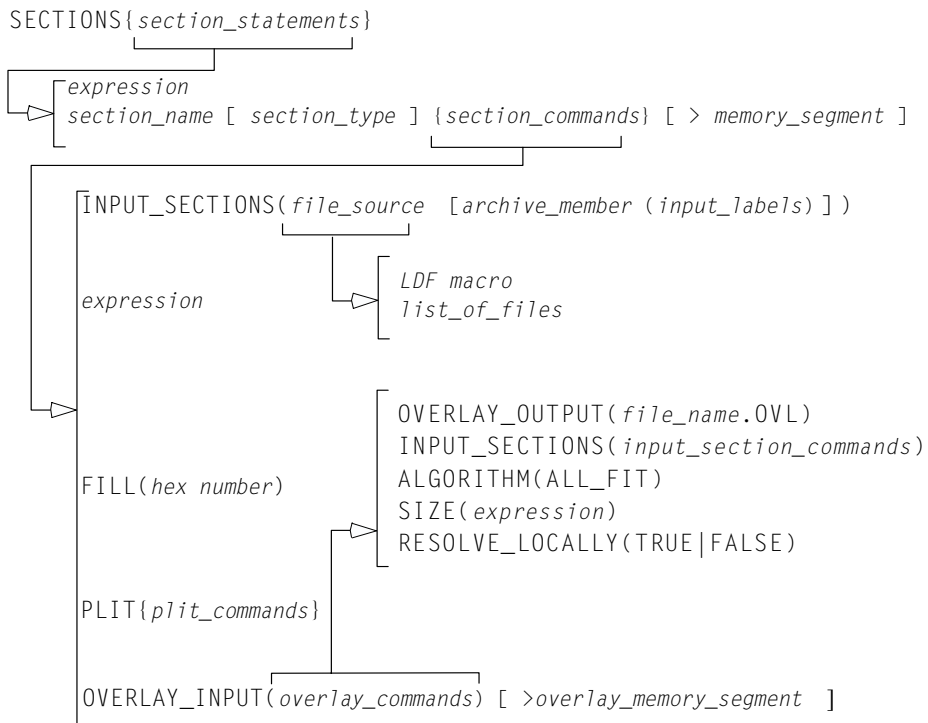 SECTIONS{section_statements}
expression
section_name [ section_type ] {section_commands} [ > memory_segment ]
INPUT_SECTIONS(file_source [archive_member (input_labels) ] )
LDF macro
list_of_files
expression
OVERLAY_OUTPUT(file_name.OVL)
INPUT_SECTIONS(input_section_commands)
ALGORITHM(ALL_FIT)
SIZE(expression)
RESOLVE_LOCALLY(TRUE|FALSE)
FILL(hex number)
PLIT{plit_commands}
OVERLAY_INPUT(overlay_commands) [ >overlay_memory_segment ]